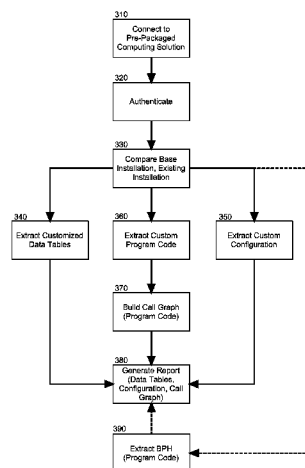 310
Connect to
Pre-Packaged
Computing Solution
320
Authenticate
330
Compare Base
Installation, Existing
Installation
340
Extract Customized
Data Tables
360
Extract Custom
Program Code
350
Extract Custom
Configuration
370
Build Call Graph
(Program Code)
380
Generate Report
(Data Tables,
Configuration, Call
Graph)
390
Extract BPH
(Program Code)